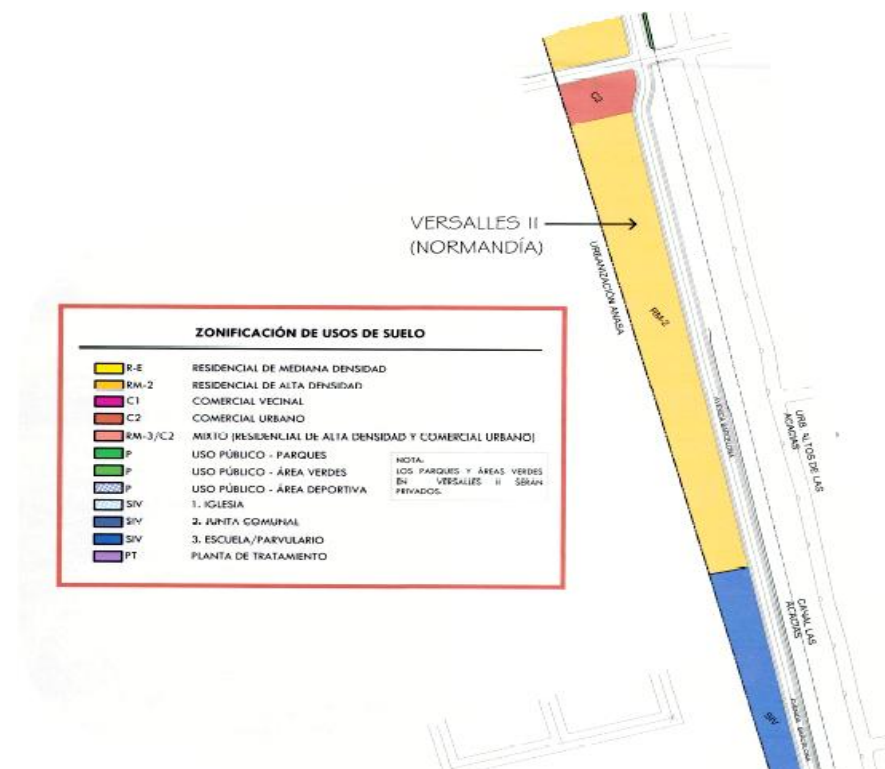 C2
VERSALLES II
(NORMANDÍA)
URBANIZACIÓN ANASA
RM-2
AVENIDA BARCELONA
URB. ALTOS DE LAS
ACACIAS
CANAL LAS
ACACIAS
SIV
AVENIDA BARCELONA
ZONIFICACIÓN DE USOS DE SUELO
R-E RESIDENCIAL DE MEDIANA DENSIDAD
RM-2 RESIDENCIAL DE ALTA DENSIDAD
C1 COMERCIAL VECINAL
C2 COMERCIAL URBANO
RM-3/C2 MIXTO (RESIDENCIAL DE ALTA DENSIDAD Y COMERCIAL URBANO)
P USO PÚBLICO - PARQUES
P USO PÚBLICO - ÁREA VERDES
P USO PÚBLICO - ÁREA DEPORTIVA
SIV 1. IGLESIA
SIV 2. JUNTA COMUNAL
SIV 3. ESCUELA/PARVULARIO
PT PLANTA DE TRATAMIENTO
NOTA.
LOS PARQUES Y ÁREAS VERDES
EN VERSALLES II SERÁN
PRIVADOS.